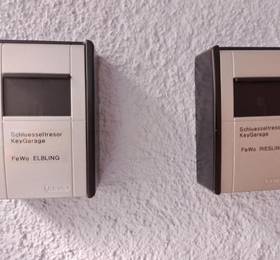 Schluesseltresor
KeyGarage
FeWo ELBLING
Schluesseltresor
KeyGarage
FeWo RIESLIN